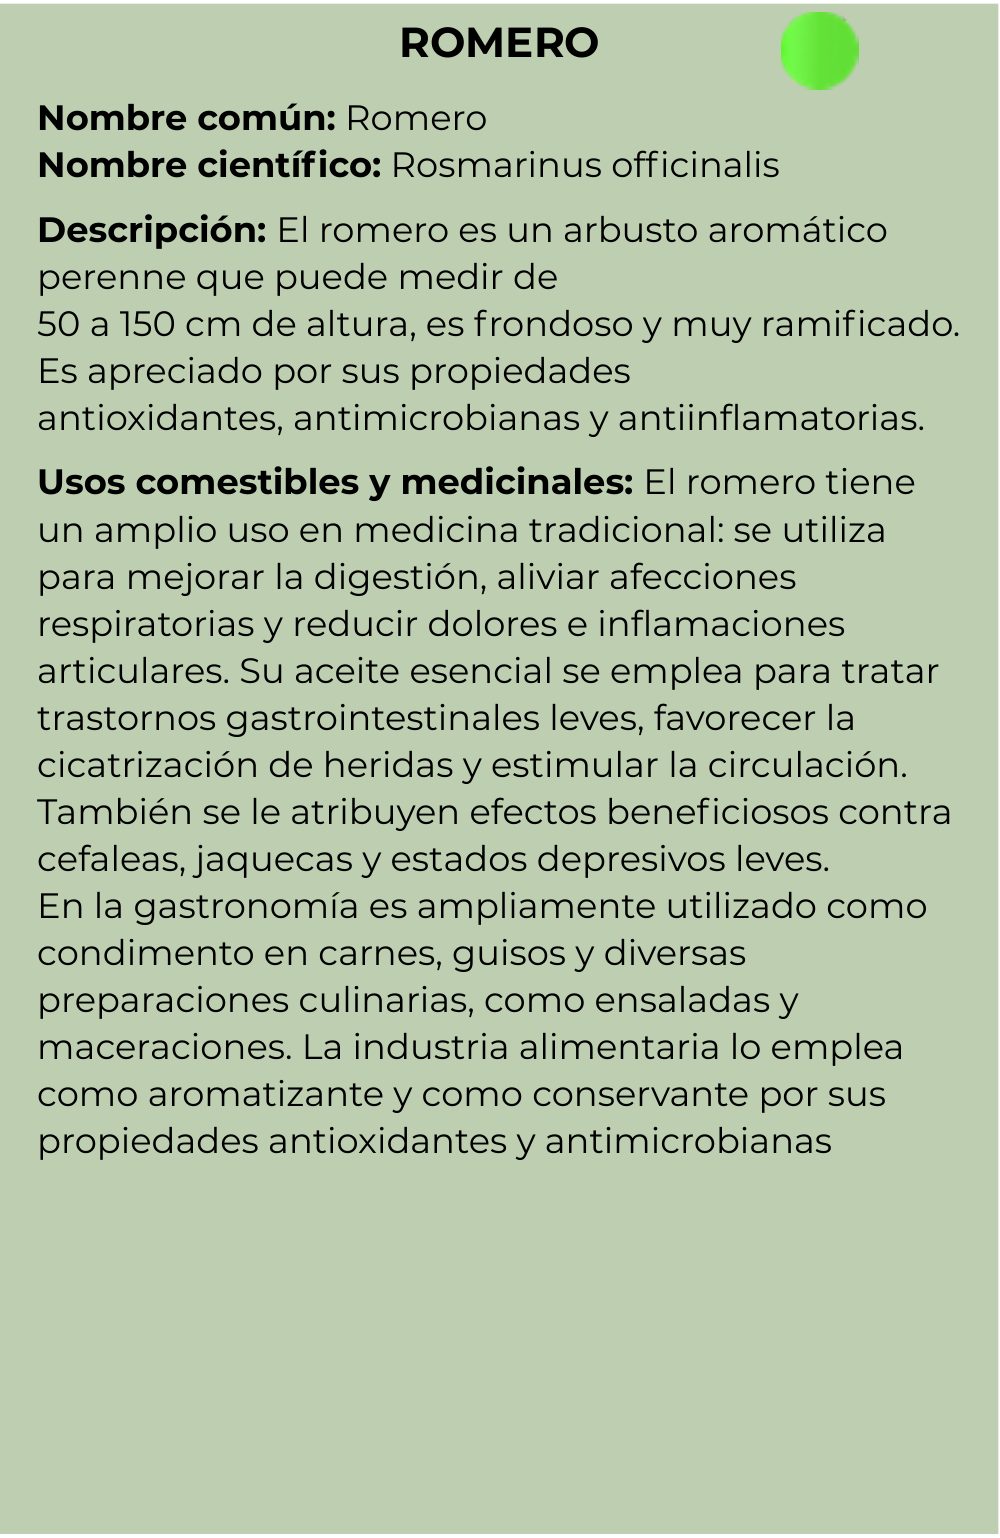 ROMERO
Nombre común: Romero
Nombre científico: Rosmarinus officinalis
Descripción: El romero es un arbusto aromático
perenne que puede medir de
50 a 150 cm de altura, es frondoso y muy ramificado.
Es apreciado por sus propiedades
antioxidantes, antimicrobianas y antiinflamatorias.
Usos comestibles y medicinales: El romero tiene
un amplio uso en medicina tradicional: se utiliza
para mejorar la digestión, aliviar afecciones
respiratorias y reducir dolores e inflamaciones
articulares. Su aceite esencial se emplea para tratar
trastornos gastrointestinales leves, favorecer la
cicatrización de heridas y estimular la circulación.
También se le atribuyen efectos beneficiosos contra
cefaleas, jaquecas y estados depresivos leves.
En la gastronomía es ampliamente utilizado como
condimento en carnes, guisos y diversas
preparaciones culinarias, como ensaladas y
maceraciones. La industria alimentaria lo emplea
como aromatizante y como conservante por sus
propiedades antioxidantes y antimicrobianas